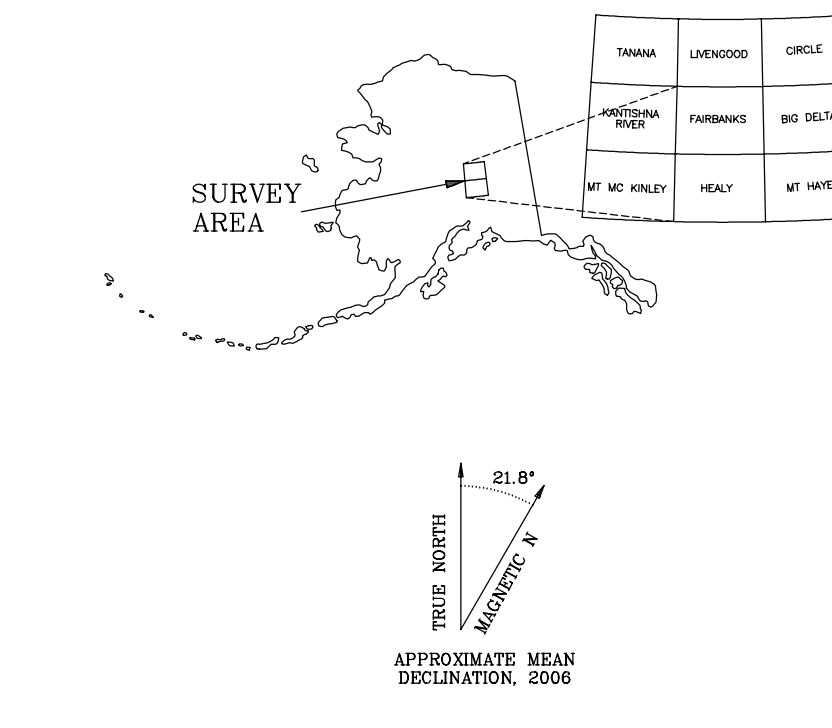 TANANA
LIVENGOOD
CIRCLE
KANTISHNA
RIVER
FAIRBANKS
BIG DELTA
MT MC KINLEY
HEALY
MT HAYE
SURVEY
AREA
21.8°
TRUE NORTH
MAGNETIC N
APPROXIMATE MEAN
DECLINATION, 2006